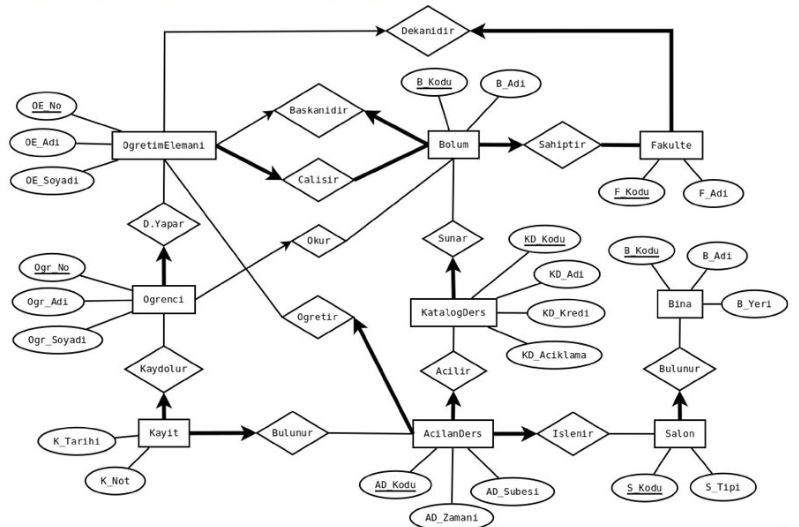 Dekanidir
OE_No
B_Kodu
B_Adi
Baskanidir
OE_Adi
OgretimElemani
Bolum
Sahiptir
Fakulte
OE_Soyadi
Calisir
F_Kodu
F_Adi
D.Yapar
Okur
Sunar
KD_Kodu
B_Kodu
B_Adi
Ogr_No
KD_Adi
Ogr_Adi
Ogrenci
Bina
B_Yeri
Ogretir
KatalogDers
KD_Kredi
Ogr_Soyadi
KD_Aciklama
Kaydolur
Acilir
Bulunur
K_Tarihi
Kayit
Bulunur
AcilanDers
Islenir
Salon
K_Not
AD_Kodu
AD_Subesi
S_Kodu
S_Tipi
AD_Zamani